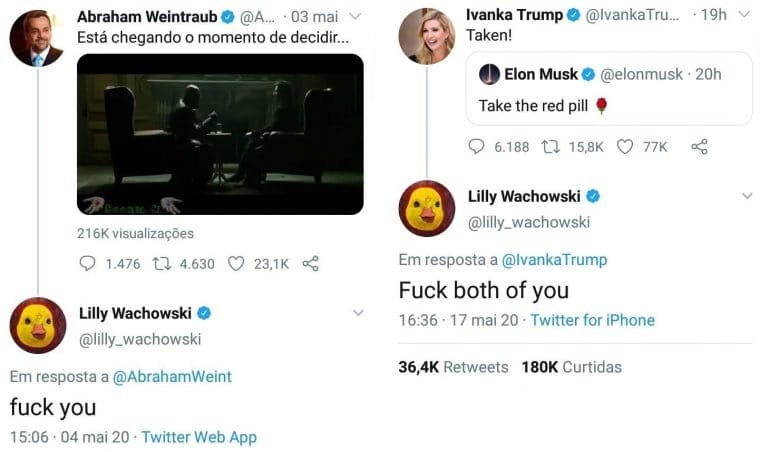 Abraham Weintraub @A... · 03 mai
Está chegando o momento de decidir...
216K visualizações
1.476 4.630 23,1K
Lilly Wachowski
@lilly_wachowski
Em resposta a @AbrahamWeint
fuck you
15:06 · 04 mai 20 · Twitter Web App
Ivanka Trump @IvankaTru... · 19h
Taken!
Elon Musk @elonmusk · 20h
Take the red pill 🌹
6.188 15,8K 77K
Lilly Wachowski
@lilly_wachowski
Em resposta a @IvankaTrump
Fuck both of you
16:36 · 17 mai 20 · Twitter for iPhone
36,4K Retweets 180K Curtidas